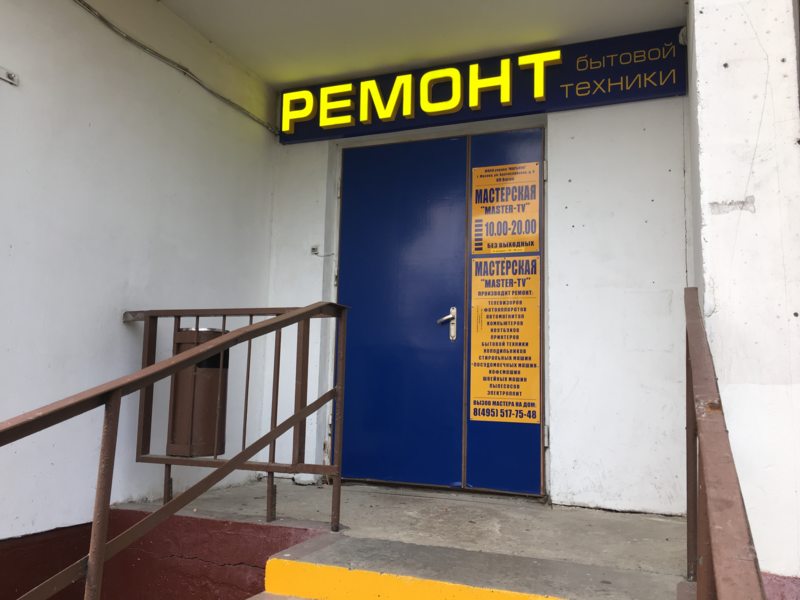 РЕМОНТ
бытовой
техники
МАСТЕРСКАЯ
"MASTER-TV"
10.00-20.00
БЕЗ ВЫХОДНЫХ
МАСТЕРСКАЯ
"MASTER-TV"
ПРОИЗВОДИТ РЕМОНТ:
ТЕЛЕВИЗОРОВ
ФОТОАППАРАТОВ
АВТОМАГНИТОЛ
КОМПЬЮТЕРОВ
НОУТБУКОВ
ПРИНТЕРОВ
БЫТОВОЙ ТЕХНИКИ
ХОЛОДИЛЬНИКОВ
СТИРАЛЬНЫХ МАШИН
ПОСУДОМОЕЧНЫХ МАШИН
КОФЕМАШИН
ШВЕЙНЫХ МАШИН
ПЫЛЕСОСОВ
ЭЛЕКТРОПЛИТ
ВЫЗОВ МАСТЕРА НА ДОМ:
8(495) 517-75-48